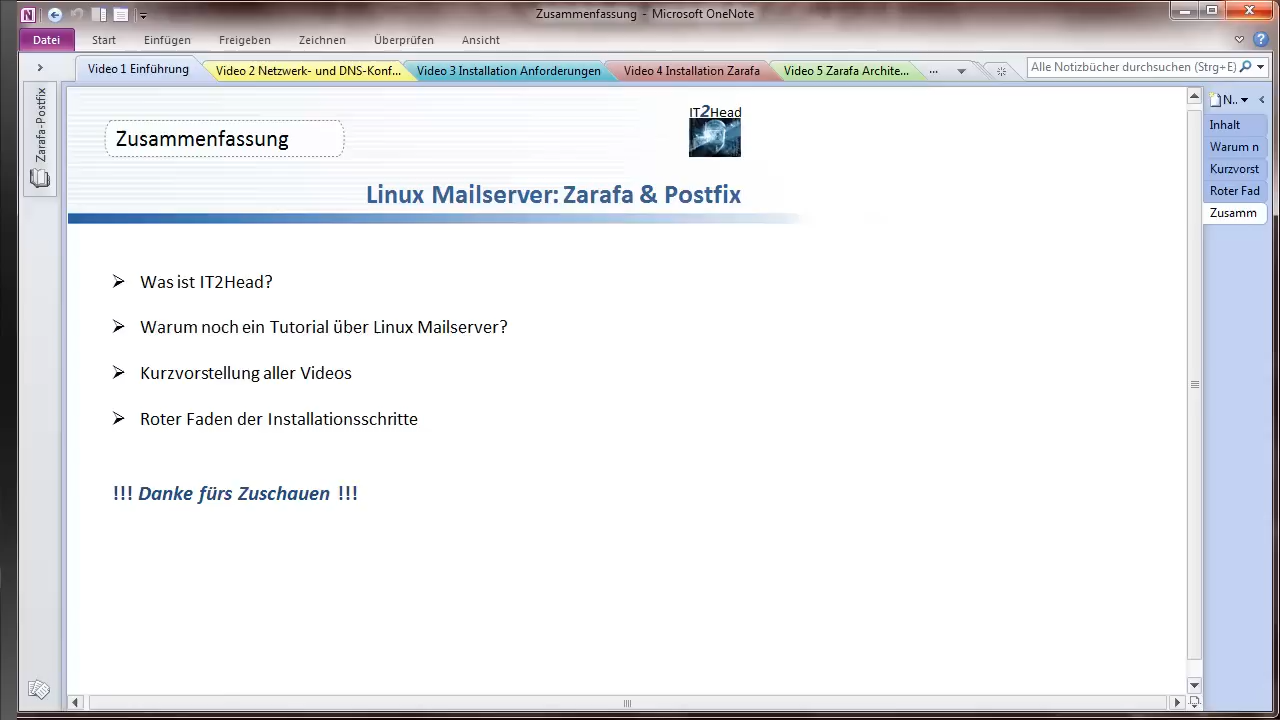 Zusammenfassung - Microsoft OneNote
Datei Start Einfügen Freigeben Zeichnen Überprüfen Ansicht
Video 1 Einführung Video 2 Netzwerk- und DNS-Konf... Video 3 Installation Anforderungen Video 4 Installation Zarafa Video 5 Zarafa Archite... ... Alle Notizbücher durchsuchen (Strg+E)
Zarafa-Postfix
N..
Inhalt
Warum n
Kurzvorst
Roter Fad
Zusamm
IT2Head
Zusammenfassung
Linux Mailserver: Zarafa & Postfix
Was ist IT2Head?
Warum noch ein Tutorial über Linux Mailserver?
Kurzvorstellung aller Videos
Roter Faden der Installationsschritte
!!! Danke fürs Zuschauen !!!